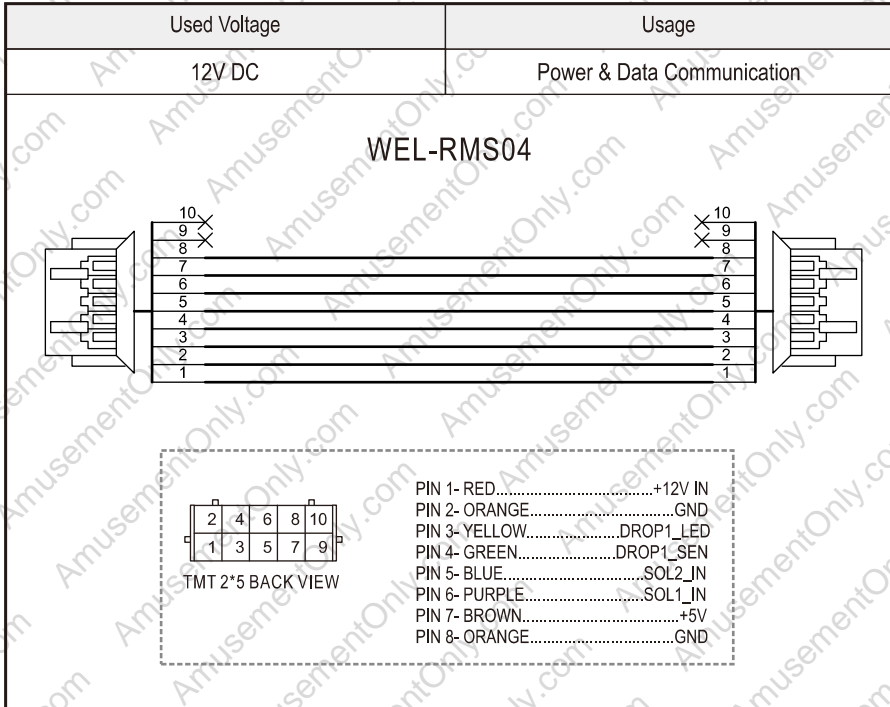 Used Voltage Usage
12V DC Power & Data Communication
WEL-RMS04
10 10
9 9
8 8
7 7
6 6
5 5
4 4
3 3
2 2
1 1
2 4 6 8 10
1 3 5 7 9
TMT 2*5 BACK VIEW
PIN 1- RED..................................+12V IN
PIN 2- ORANGE................................GND
PIN 3- YELLOW....................DROP1_LED
PIN 4- GREEN......................DROP1_SEN
PIN 5- BLUE................................SOL2_IN
PIN 6- PURPLE...........................SOL1_IN
PIN 7- BROWN...................................+5V
PIN 8- ORANGE................................GND
AmusementOnly.com